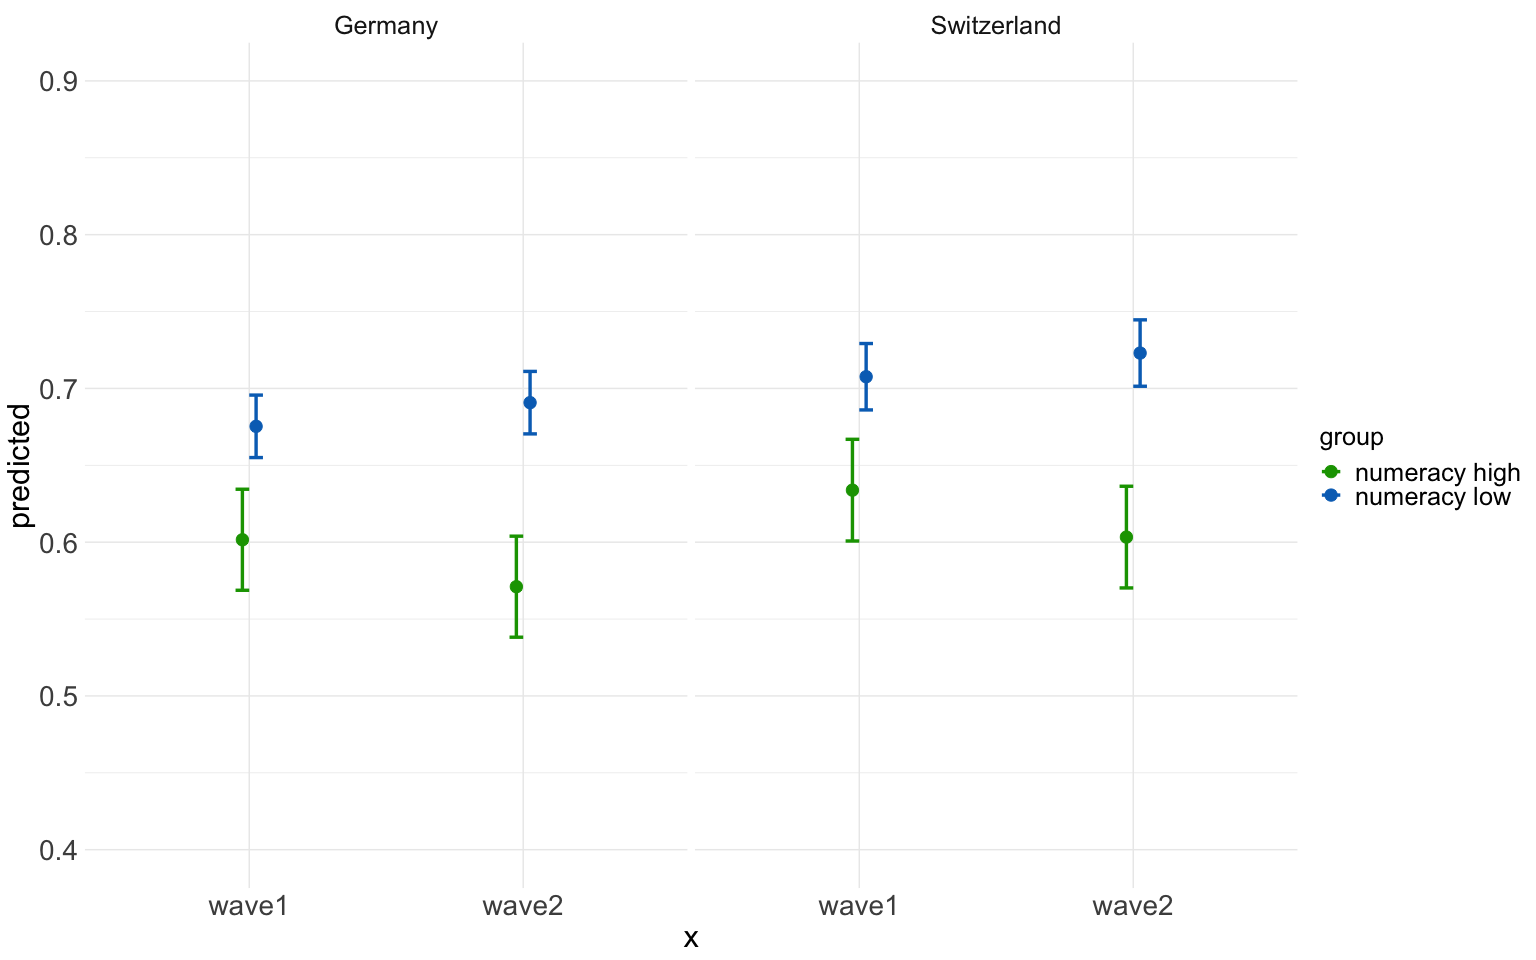 Germany
Switzerland
0.9
0.8
0.7
0.6
0.5
0.4
predicted
wave1
wave2
wave1
wave2
x
group
numeracy high
numeracy low